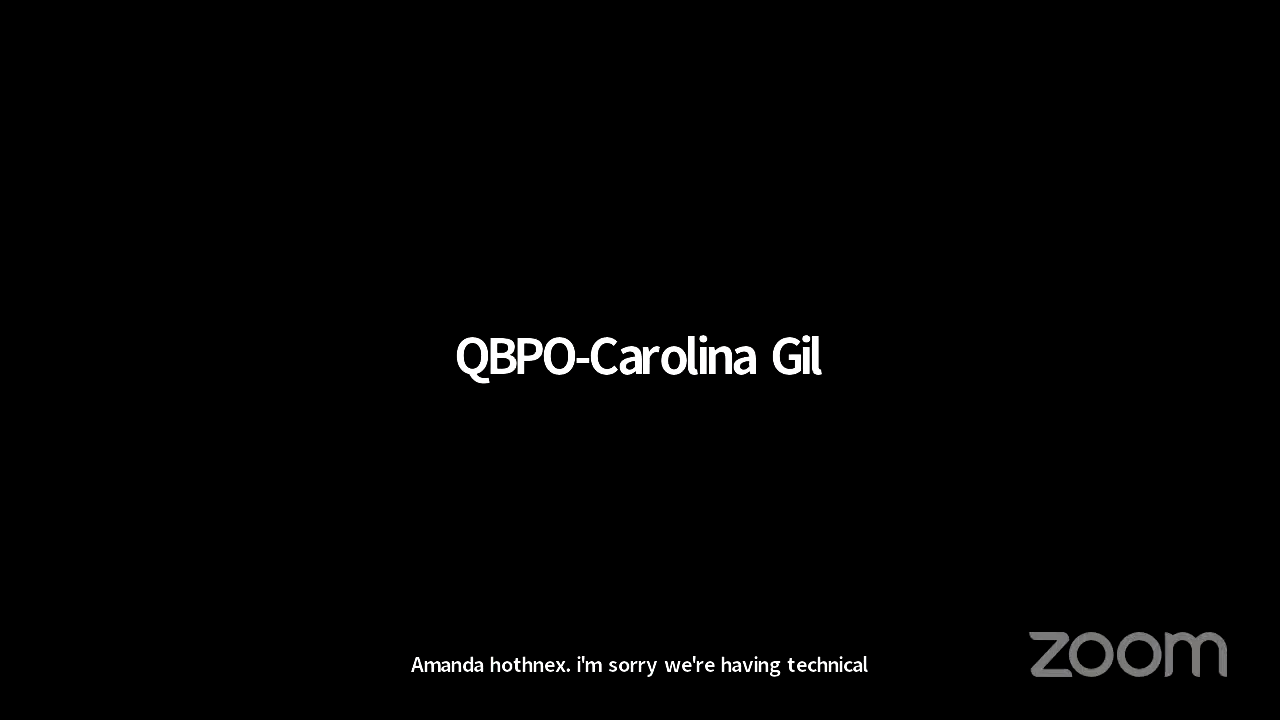 QBPO-Carolina Gil
Amanda hothnex. i'm sorry we're having technical
zoom